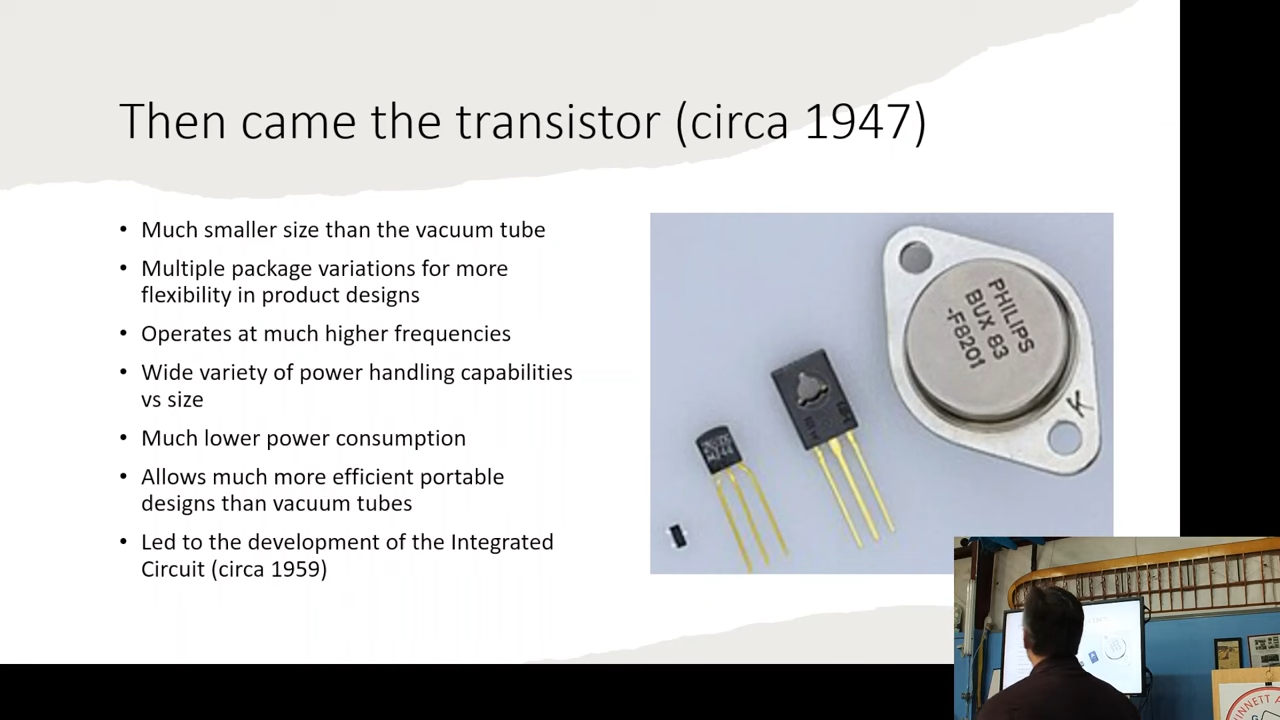 Then came the transistor (circa 1947)
• Much smaller size than the vacuum tube
• Multiple package variations for more
flexibility in product designs
• Operates at much higher frequencies
• Wide variety of power handling capabilities
vs size
• Much lower power consumption
• Allows much more efficient portable
designs than vacuum tubes
• Led to the development of the Integrated
Circuit (circa 1959)
PHILIPS
BUX 83
-F8201
K